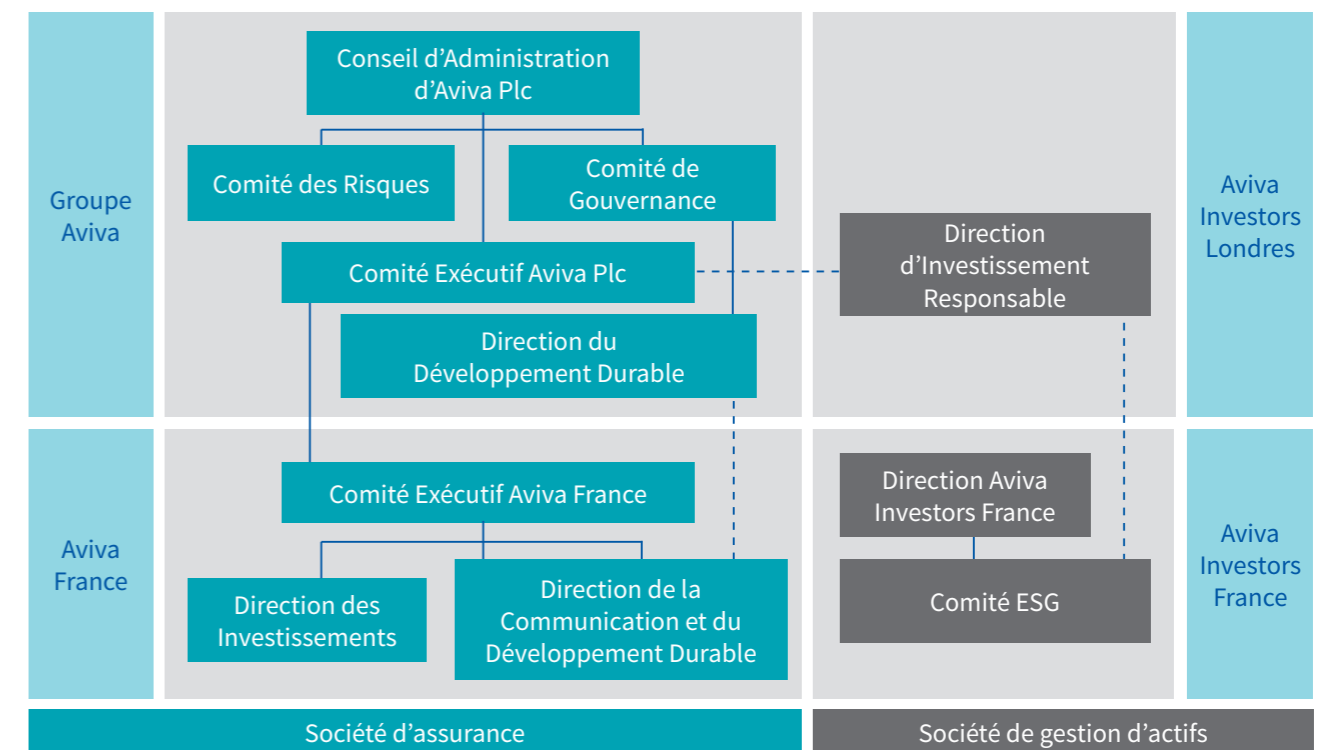 Groupe
Aviva
Conseil d’Administration
d’Aviva Plc
Comité des Risques
Comité de
Gouvernance
Comité Exécutif Aviva Plc
Direction du
Développement Durable
Direction
d’Investissement
Responsable
Aviva
Investors
Londres
Aviva
France
Comité Exécutif Aviva France
Direction des
Investissements
Direction de la
Communication et du
Développement Durable
Direction Aviva
Investors France
Comité ESG
Aviva
Investors
France
Société d’assurance
Société de gestion d’actifs